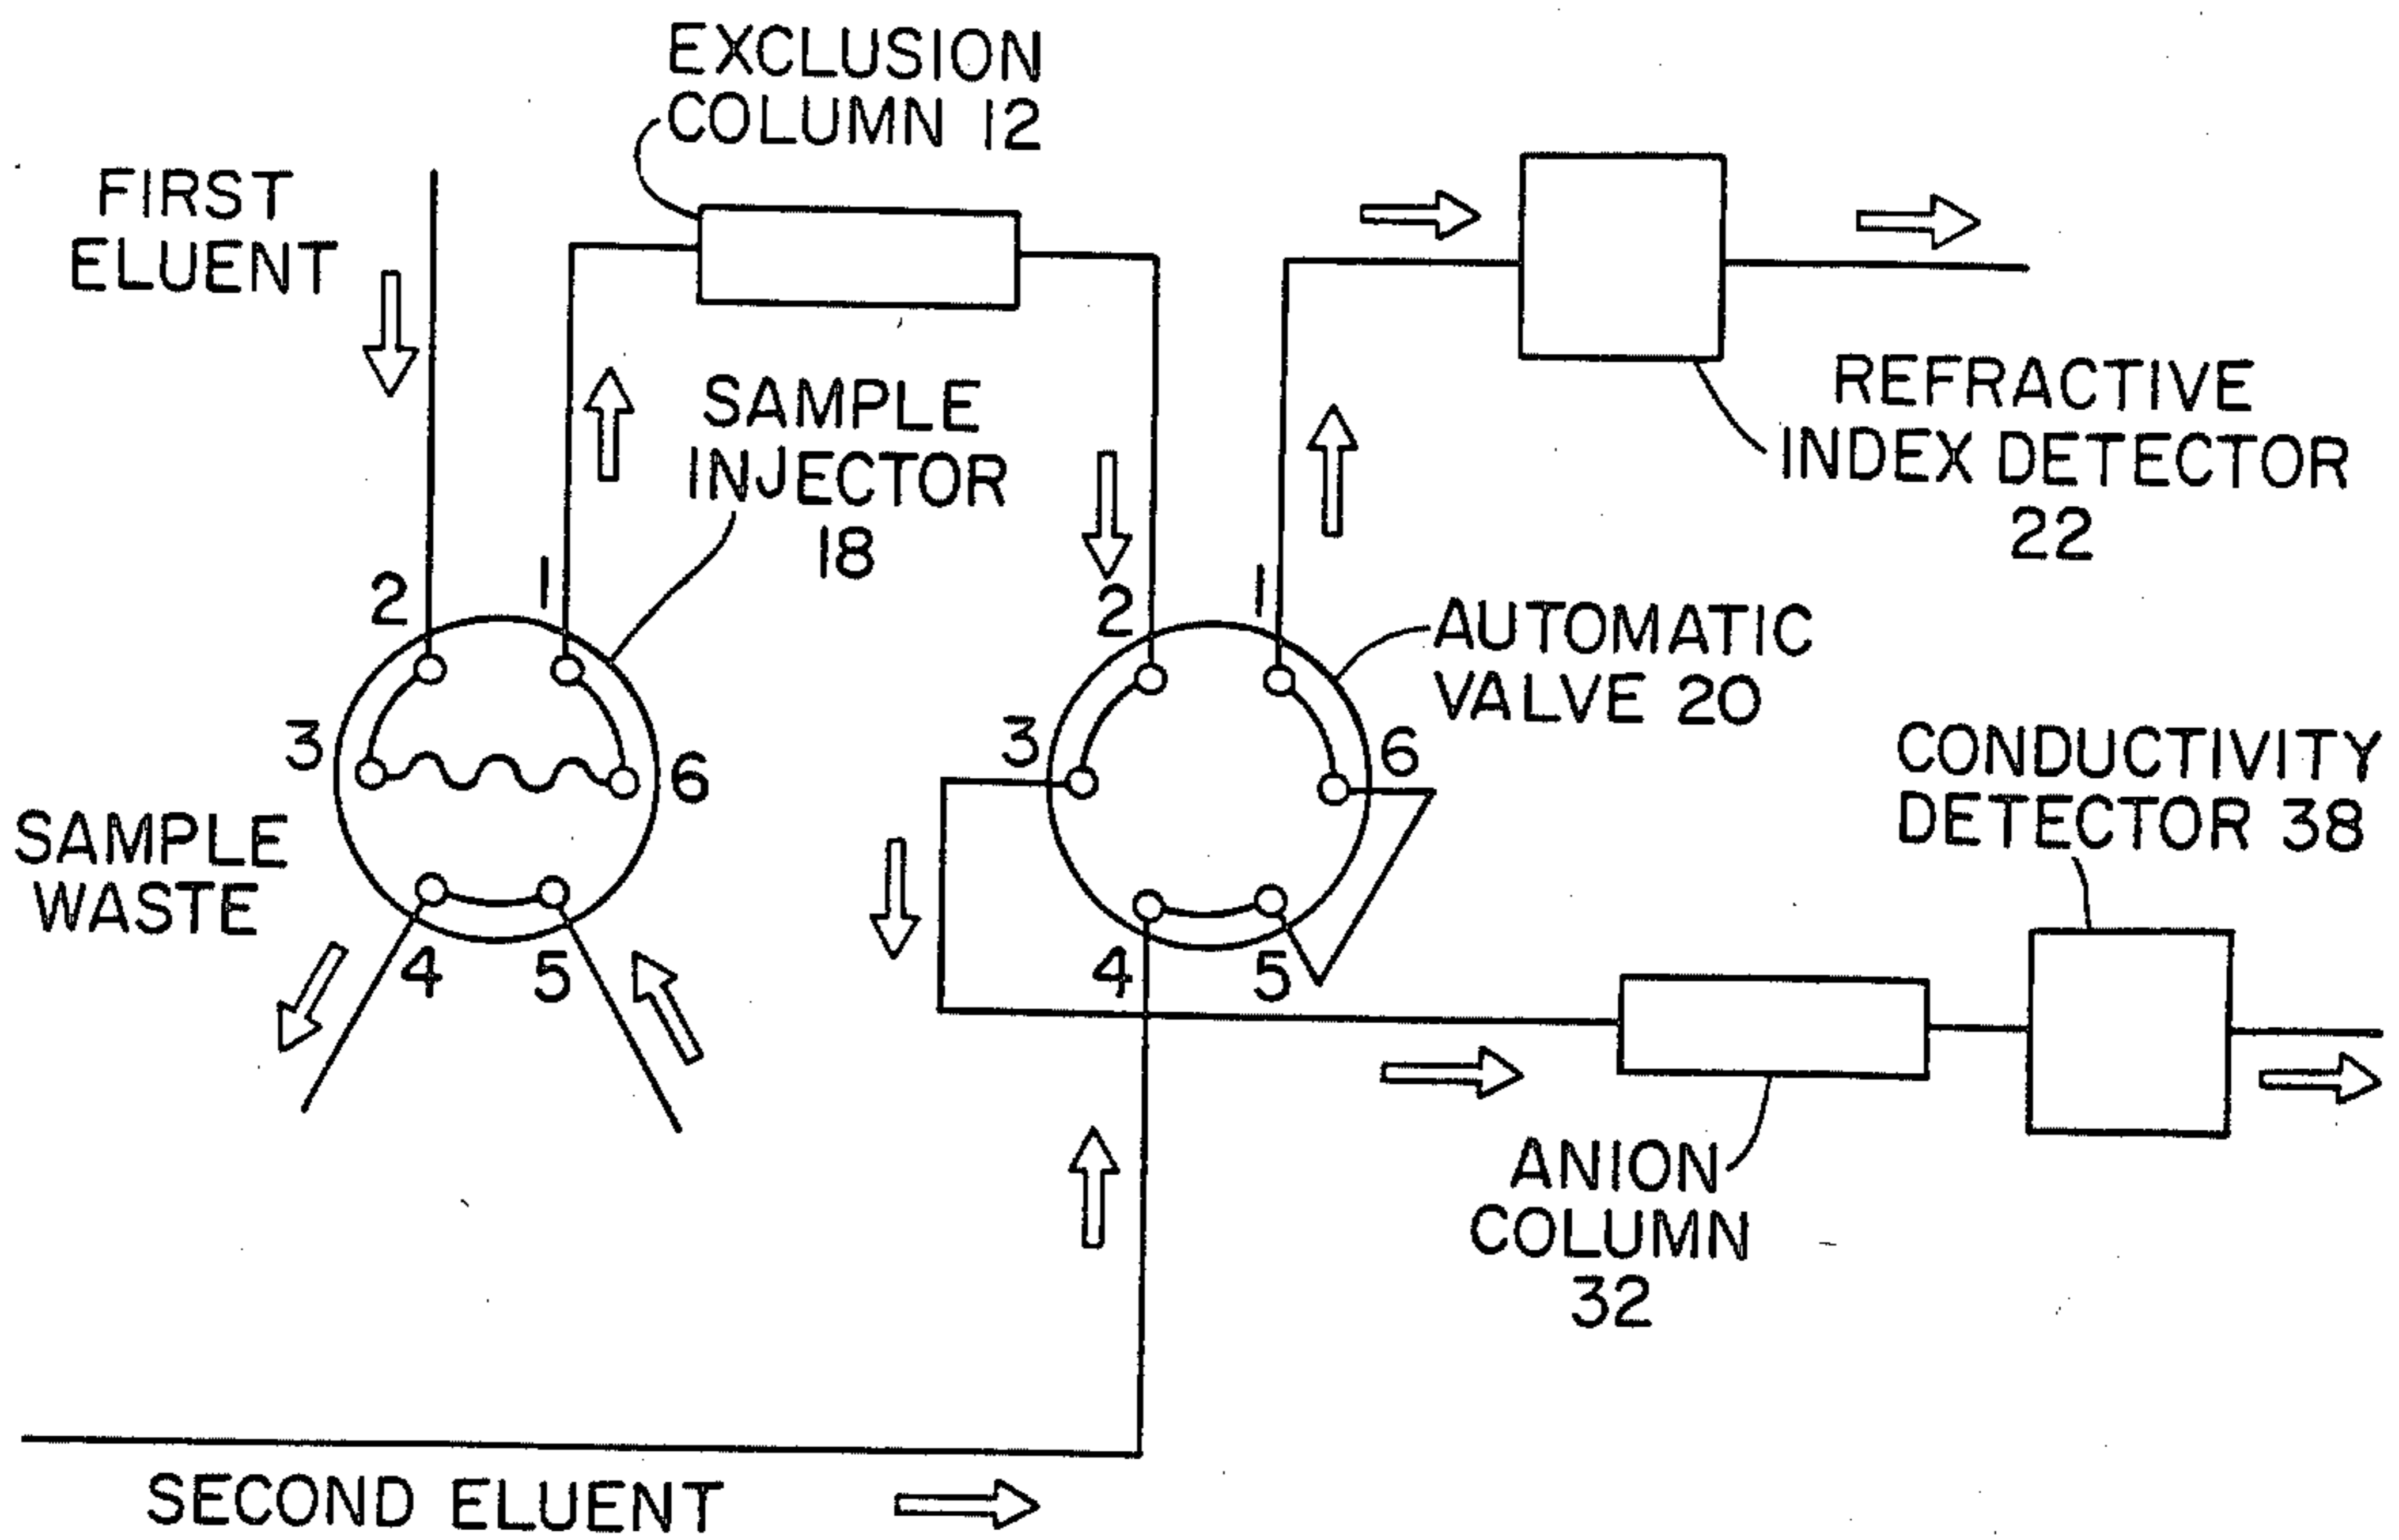 EXCLUSION
COLUMN 12
FIRST
ELUENT
SAMPLE
INJECTOR
18
REFRACTIVE
INDEX DETECTOR
22
2
1
3
6
4
5
SAMPLE
WASTE
2
1
3
6
4
5
AUTOMATIC
VALVE 20
CONDUCTIVITY
DETECTOR 38
ANION
COLUMN
32
SECOND ELUENT